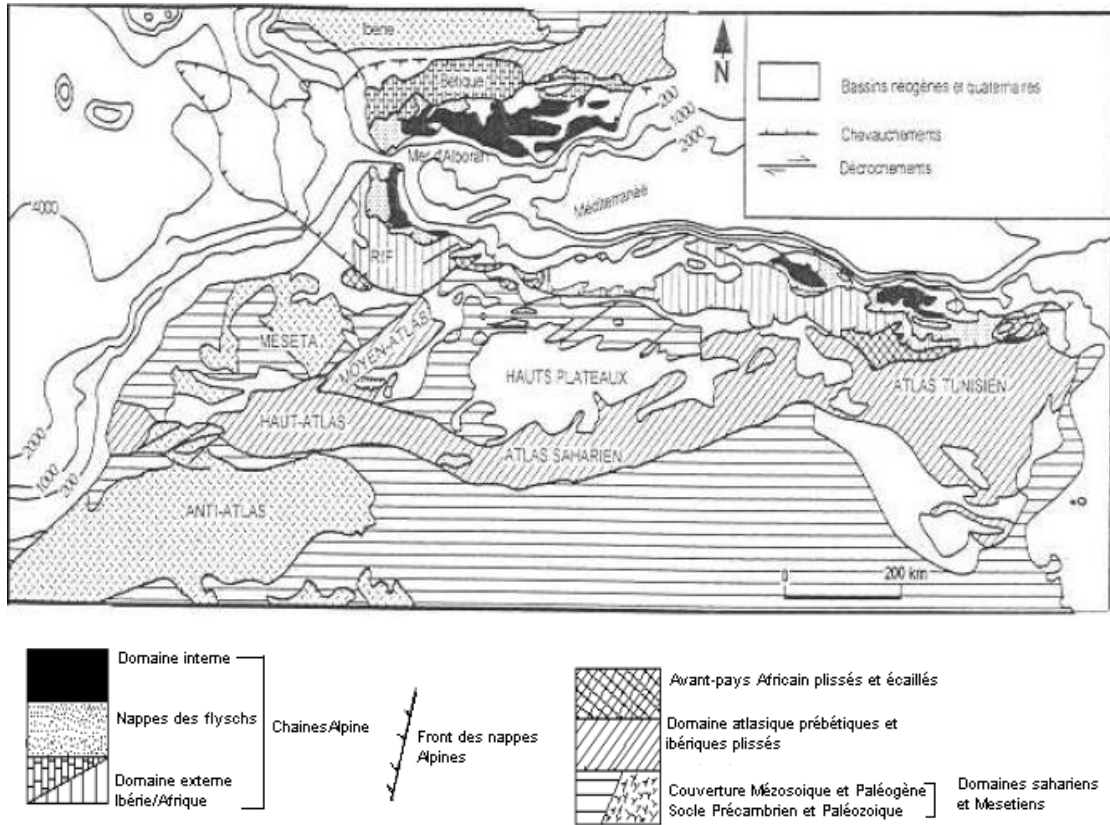 Ibérie
Bétique
N
Bassins néogènes et quaternaires
Chevauchements
Décrochements
200
1000
2000
Mer d'Alboran
Méditerranée
4000
RIF
MESETA
MOYEN-ATLAS
HAUTS PLATEAUX
ATLAS TUNISIEN
HAUT-ATLAS
ATLAS SAHARIEN
2000
1000
200
ANTI-ATLAS
0
200 km
Domaine interne
Nappes des flyschs
Chaines Alpine
Domaine externe
Ibérie/Afrique
Front des nappes
Alpines
Avant-pays Africain plissés et écaillés
Domaine atlasique prébétiques et
ibériques plissés
Couverture Mézosoique et Paléogène
Socle Précambrien et Paléozoique
Domaines sahariens
et Mesetiens